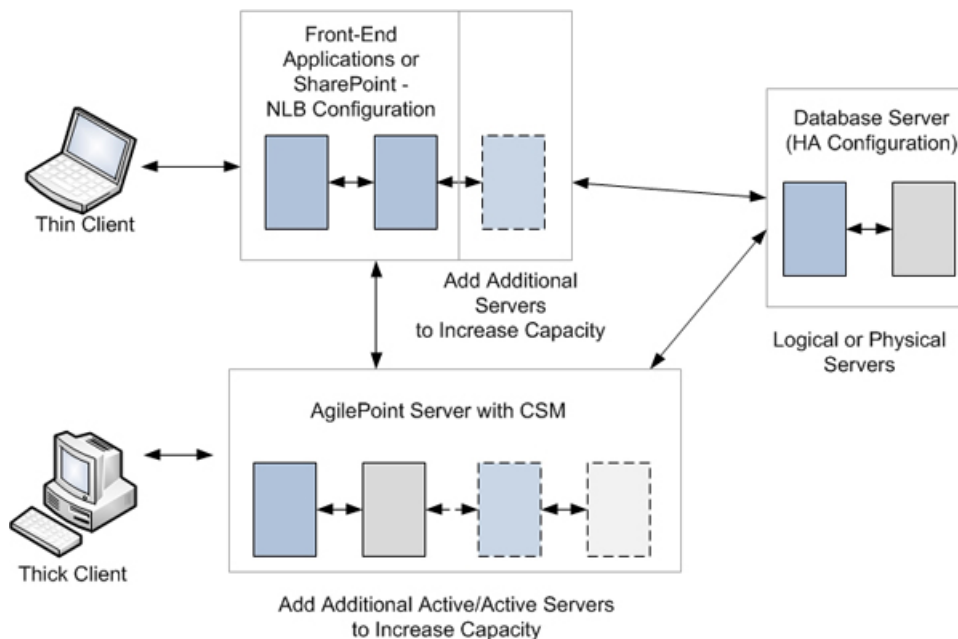 Front-End
Applications or
SharePoint -
NLB Configuration
Thin Client
Add Additional
Servers
to Increase Capacity
Database Server
(HA Configuration)
Logical or Physical
Servers
AgilePoint Server with CSM
Thick Client
Add Additional Active/Active Servers
to Increase Capacity